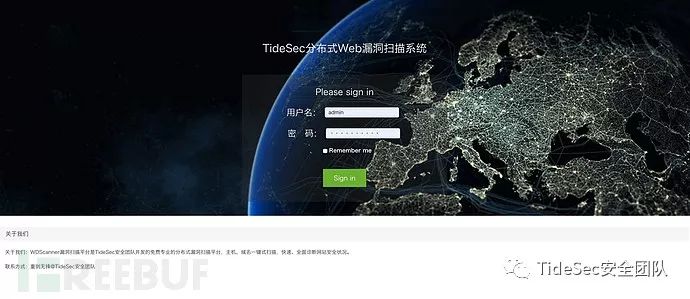 TideSec分布式Web漏洞扫描系统
Please sign in
用户名： admin
密 码： ••••••••••
Remember me
Sign in
关于我们
关于我们：WDScanner漏洞扫描平台是TideSec安全团队开发的免费专业的分布式漏洞扫描平台，主机、域名一键式扫描，快速、全面诊断网站安全状况。
联系方式：重剑无锋@TideSec安全团队
FREEBUF
TideSec安全团队